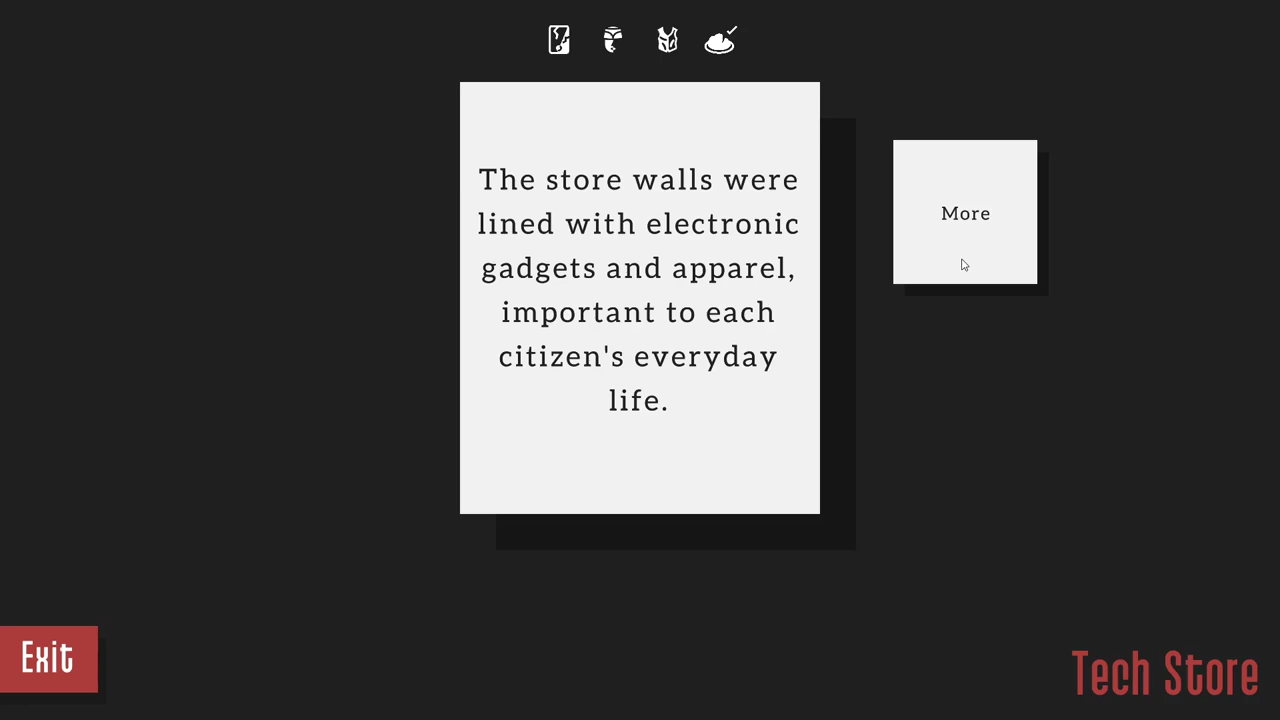 The store walls were
lined with electronic
gadgets and apparel,
important to each
citizen's everyday
life.
More
Exit
Tech Store